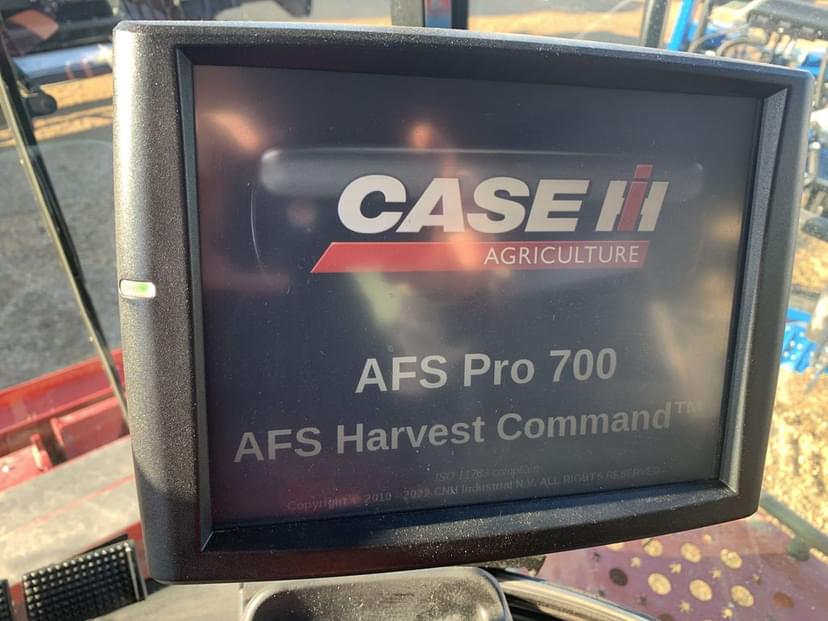 CASE IH
AGRICULTURE
AFS Pro 700
AFS Harvest Command™
ISO 11783 compliant
Copyright © 2010 - 2022 CNH Industrial N.V. ALL RIGHTS RESERVED